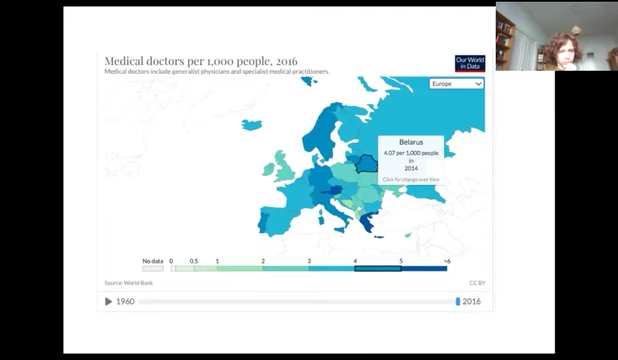 Medical doctors per 1,000 people, 2016
Medical doctors include generalist physicians and specialist medical practitioners.
Our World
in Data
Europe
Belarus
4.07 per 1,000 people
in
2014
Click for change over time
No data
0 0.5 1 2 3 4 5 >6
Source: World Bank
CC BY
1960
2016